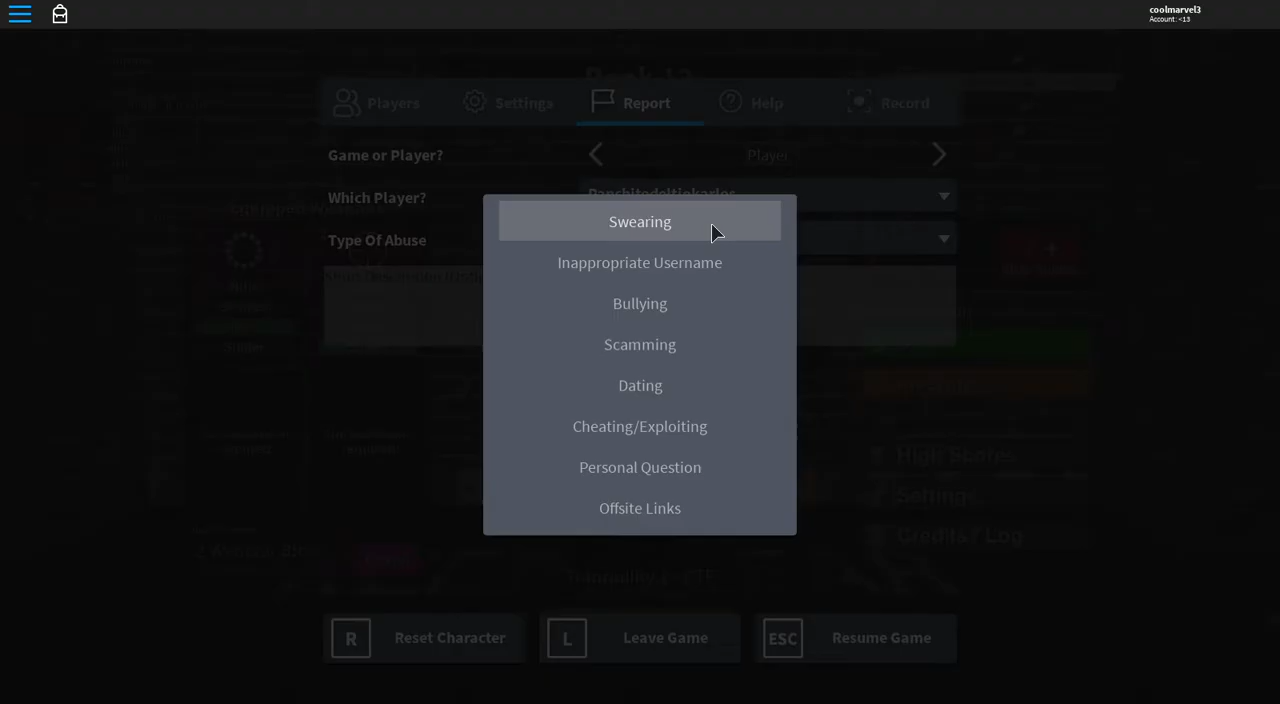 coolmarvel3
Account: <13
Players
Settings
Report
Help
Record
Game or Player?
Player
Which Player?
Type Of Abuse
Swearing
Inappropriate Username
Bullying
Scamming
Dating
Cheating/Exploiting
Personal Question
Offsite Links
High Scores
Settings
R Reset Character
L Leave Game
ESC Resume Game